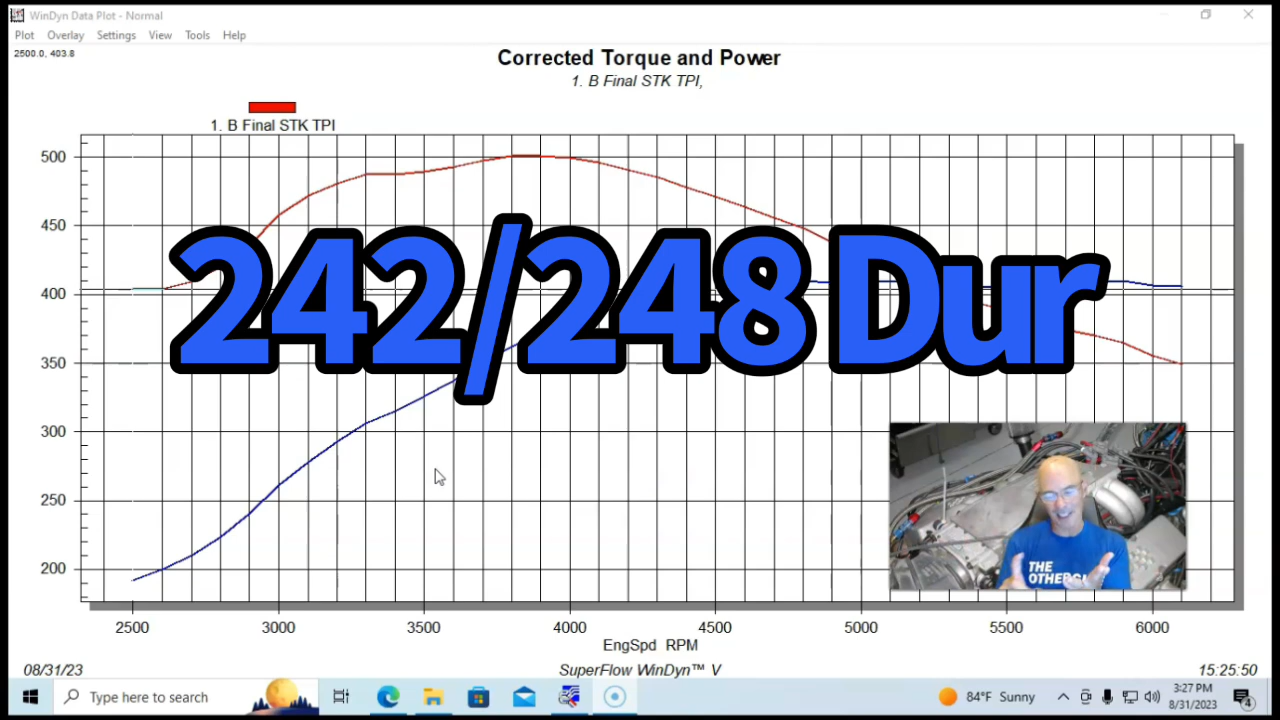 WinDyn Data Plot - Normal
Plot Overlay Settings View Tools Help
2500.0, 403.8
Corrected Torque and Power
1. B Final STK TPI,
1. B Final STK TPI
500
450
400
350
300
250
200
242/248 Dur
THE
2500 3000 3500 4000 4500 5000 5500 6000
EngSpd RPM
08/31/23 SuperFlow WinDyn™ V 15:25:50
Type here to search 84°F Sunny 3:27 PM
8/31/2023 4